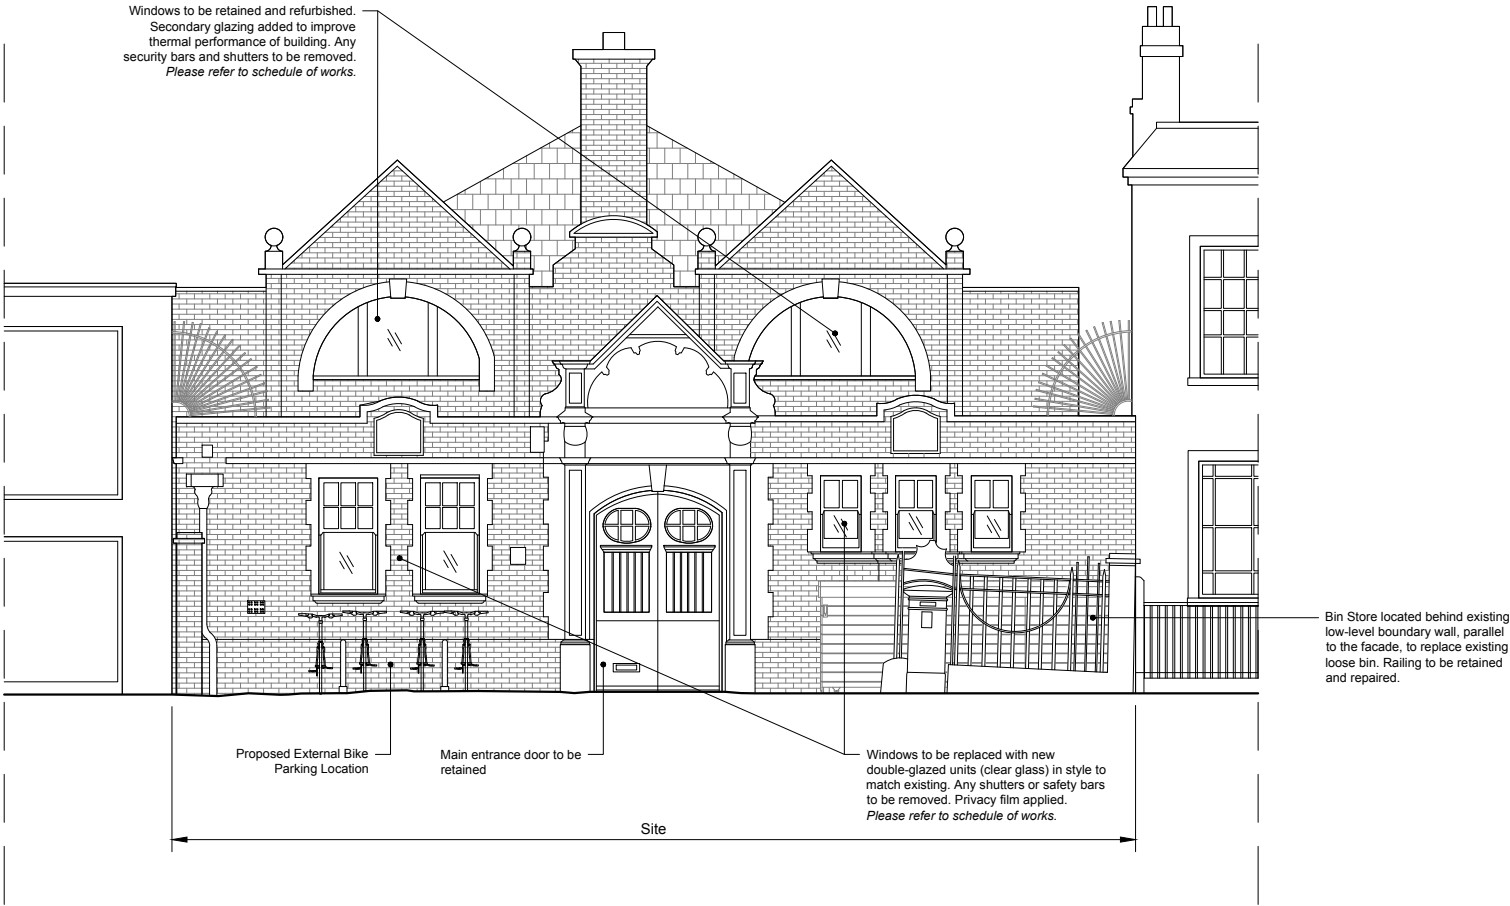 Windows to be retained and refurbished.
Secondary glazing added to improve
thermal performance of building. Any
security bars and shutters to be removed.
Please refer to schedule of works.
Bin Store located behind existing
low-level boundary wall, parallel
to the facade, to replace existing
loose bin. Railing to be retained
and repaired.
Proposed External Bike
Parking Location
Main entrance door to be
retained
Windows to be replaced with new
double-glazed units (clear glass) in style to
match existing. Any shutters or safety bars
to be removed. Privacy film applied.
Please refer to schedule of works.
Site